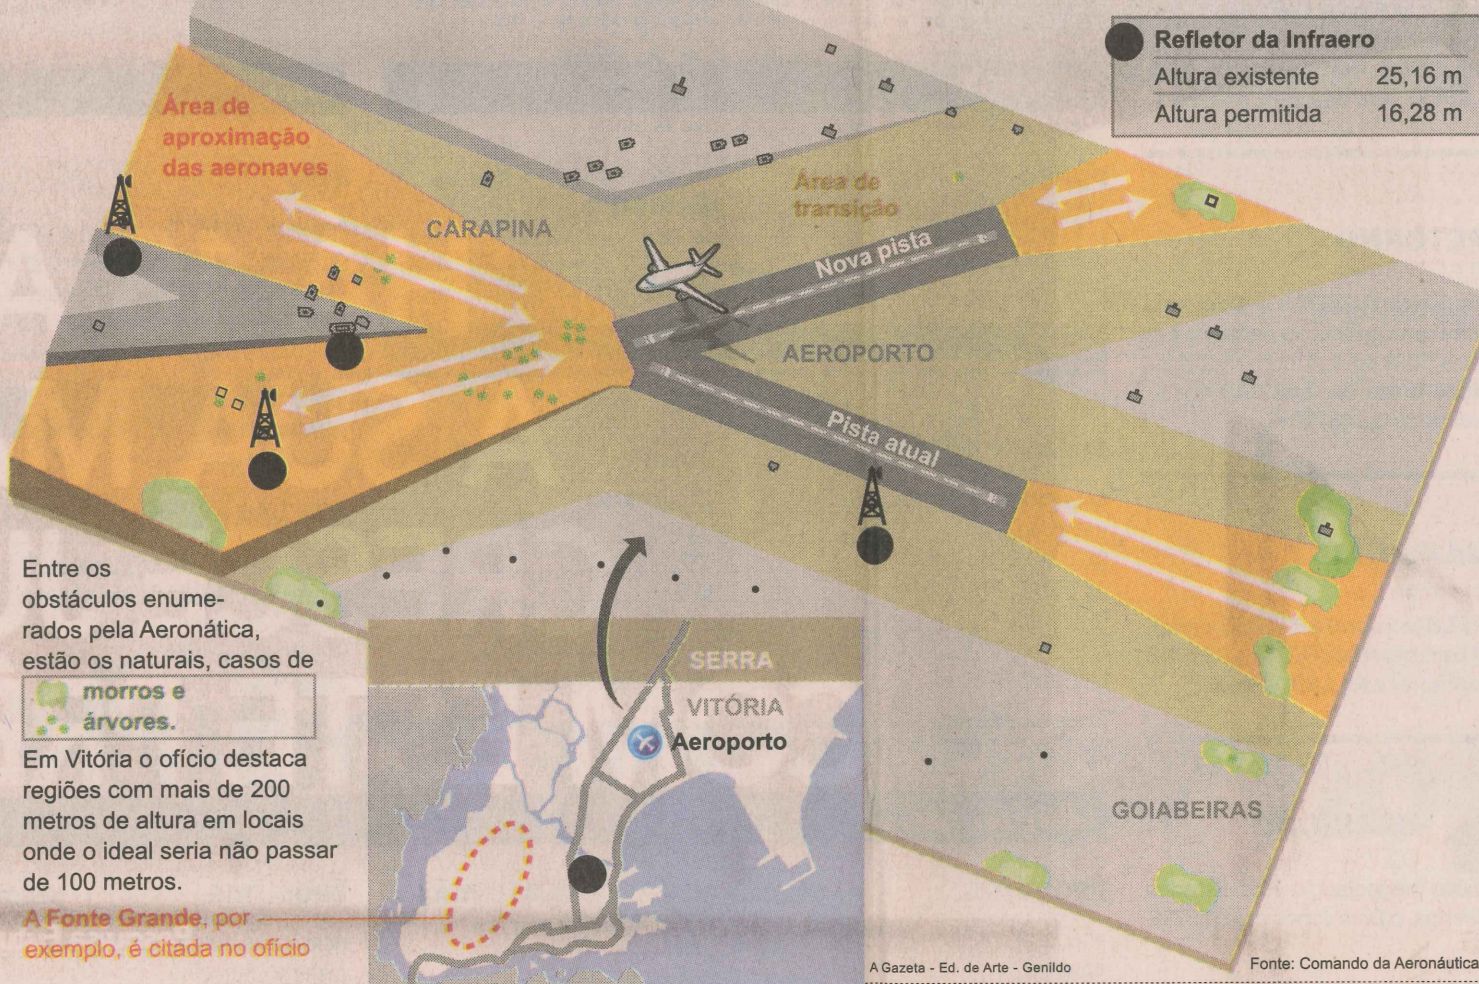 Refletor da Infraero
Altura existente 25,16 m
Altura permitida 16,28 m
Área de
aproximação
das aeronaves
CARAPINA
Área de
transição
Nova pista
AEROPORTO
Pista atual
Entre os
obstáculos enume-
rados pela Aeronática,
estão os naturais, casos de
morros e
árvores.
Em Vitória o ofício destaca
regiões com mais de 200
metros de altura em locais
onde o ideal seria não passar
de 100 metros.
A Fonte Grande, por
exemplo, é citada no ofício
SERRA
VITÓRIA
Aeroporto
GOIABEIRAS
A Gazeta - Ed. de Arte - Genildo
Fonte: Comando da Aeronáutica